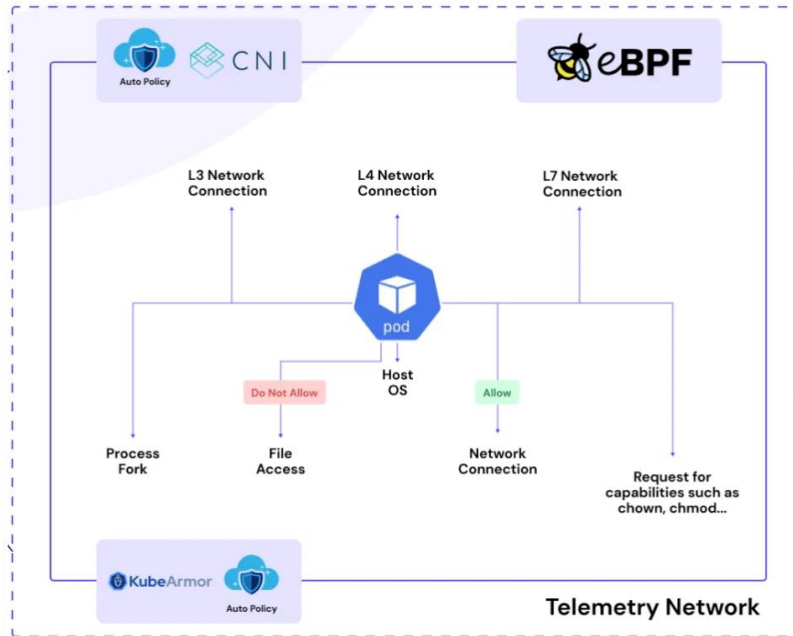 Auto Policy
CNI
eBPF
L3 Network
Connection
L4 Network
Connection
L7 Network
Connection
pod
Host
OS
Do Not Allow
Allow
Process
Fork
File
Access
Network
Connection
Request for
capabilities such as
chown, chmod...
KubeArmor
Auto Policy
Telemetry Network